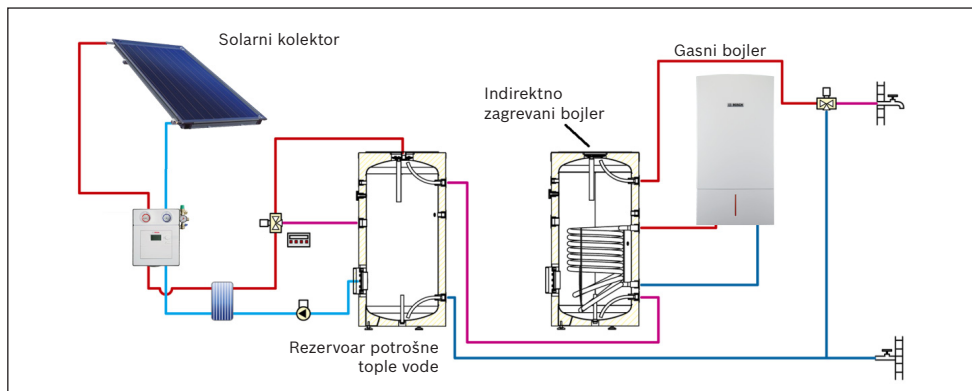 Solarni kolektor
Gasni bojler
Indirektno
zagrevani bojler
Rezervoar potrošne
tople vode